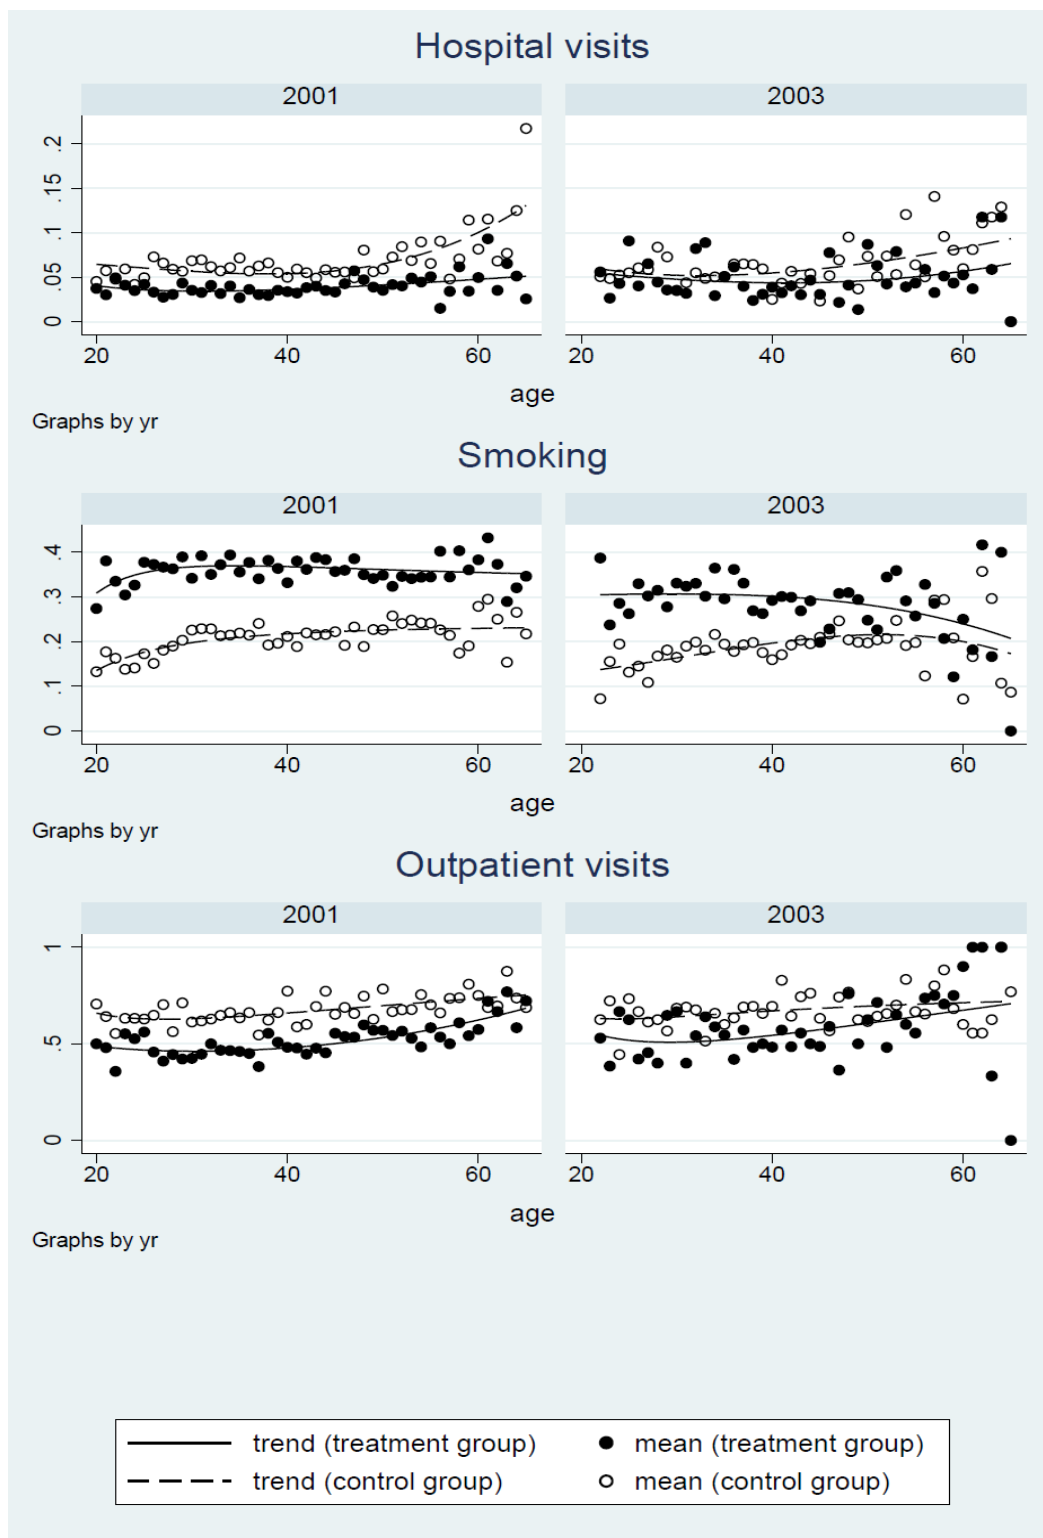 Hospital visits
2001 2003
.2
.15
.1
.05
0
20 40 60 20 40 60
age
Graphs by yr
Smoking
2001 2003
.4
.3
.2
.1
0
20 40 60 20 40 60
age
Graphs by yr
Outpatient visits
2001 2003
1
.5
0
20 40 60 20 40 60
age
Graphs by yr
trend (treatment group) mean (treatment group)
trend (control group) mean (control group)